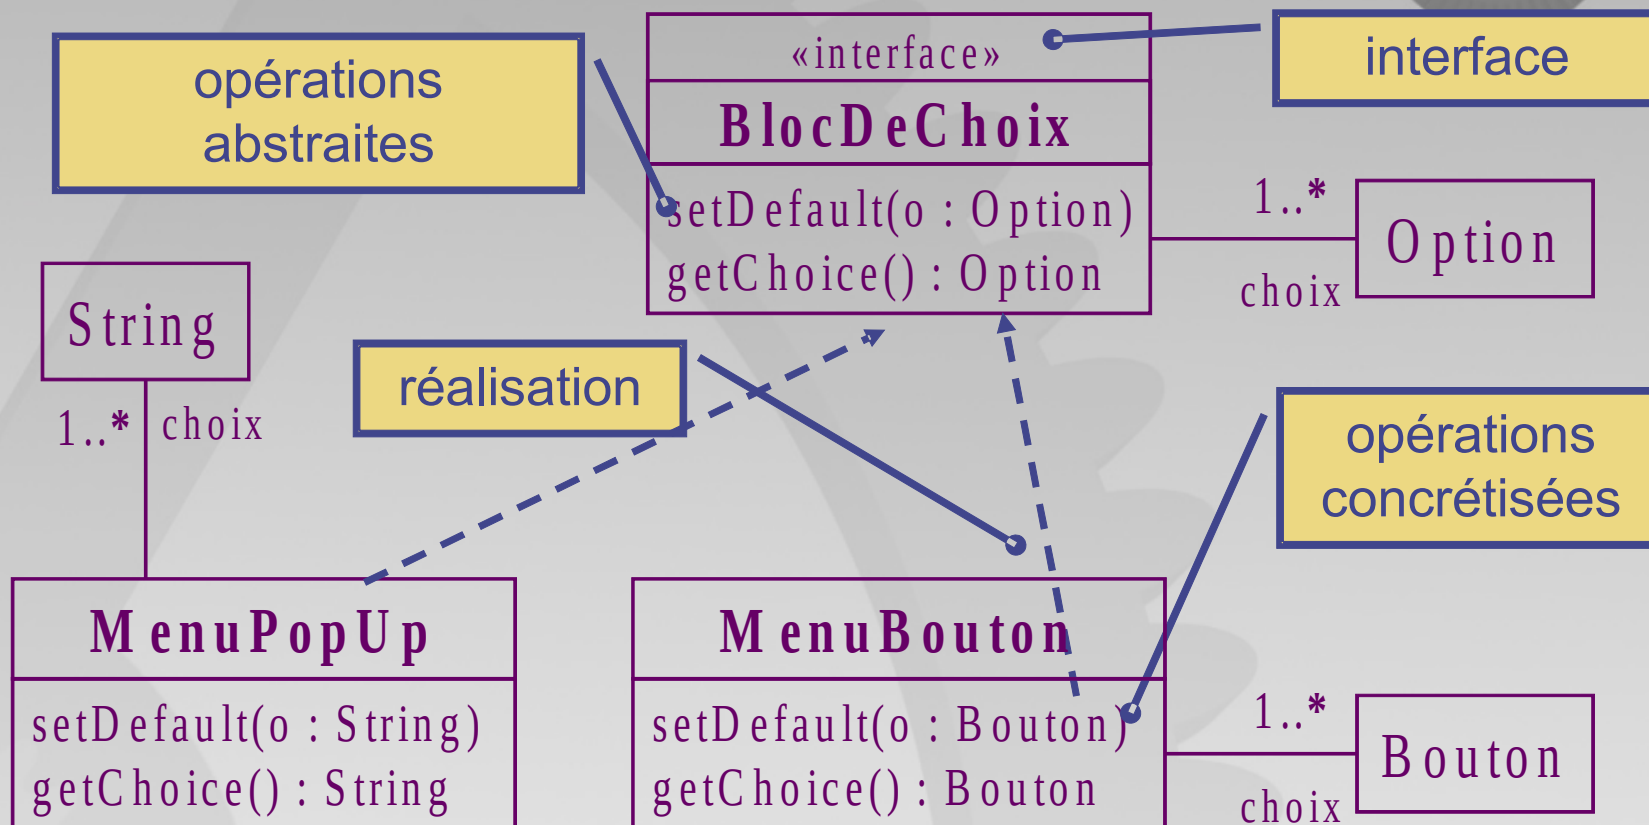 opérations
abstraites
«interface»
BlocDeChoix
setDefault(o : Option)
getChoice() : Option
interface
1..*
choix
Option
String
1..*
choix
réalisation
opérations
concrétisées
MenuPopUp
setDefault(o : String)
getChoice() : String
MenuBouton
setDefault(o : Bouton)
getChoice() : Bouton
1..*
choix
Bouton